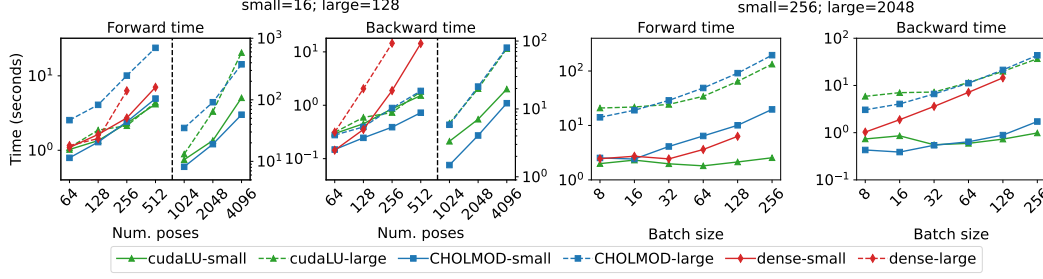 small=16; large=128
small=256; large=2048
Forward time
Backward time
Forward time
Backward time
Time (seconds)
10¹
10⁰
10³
10²
10¹
10¹
10⁰
10⁻¹
10²
10¹
10⁰
10²
10¹
10⁰
10²
10¹
10⁰
10⁻¹
64 128 256 512 1024 2048 4096
64 128 256 512 1024 2048 4096
8 16 32 64 128 256
8 16 32 64 128 256
Num. poses
Num. poses
Batch size
Batch size
cudaLU-small cudaLU-large CHOLMOD-small CHOLMOD-large dense-small dense-large